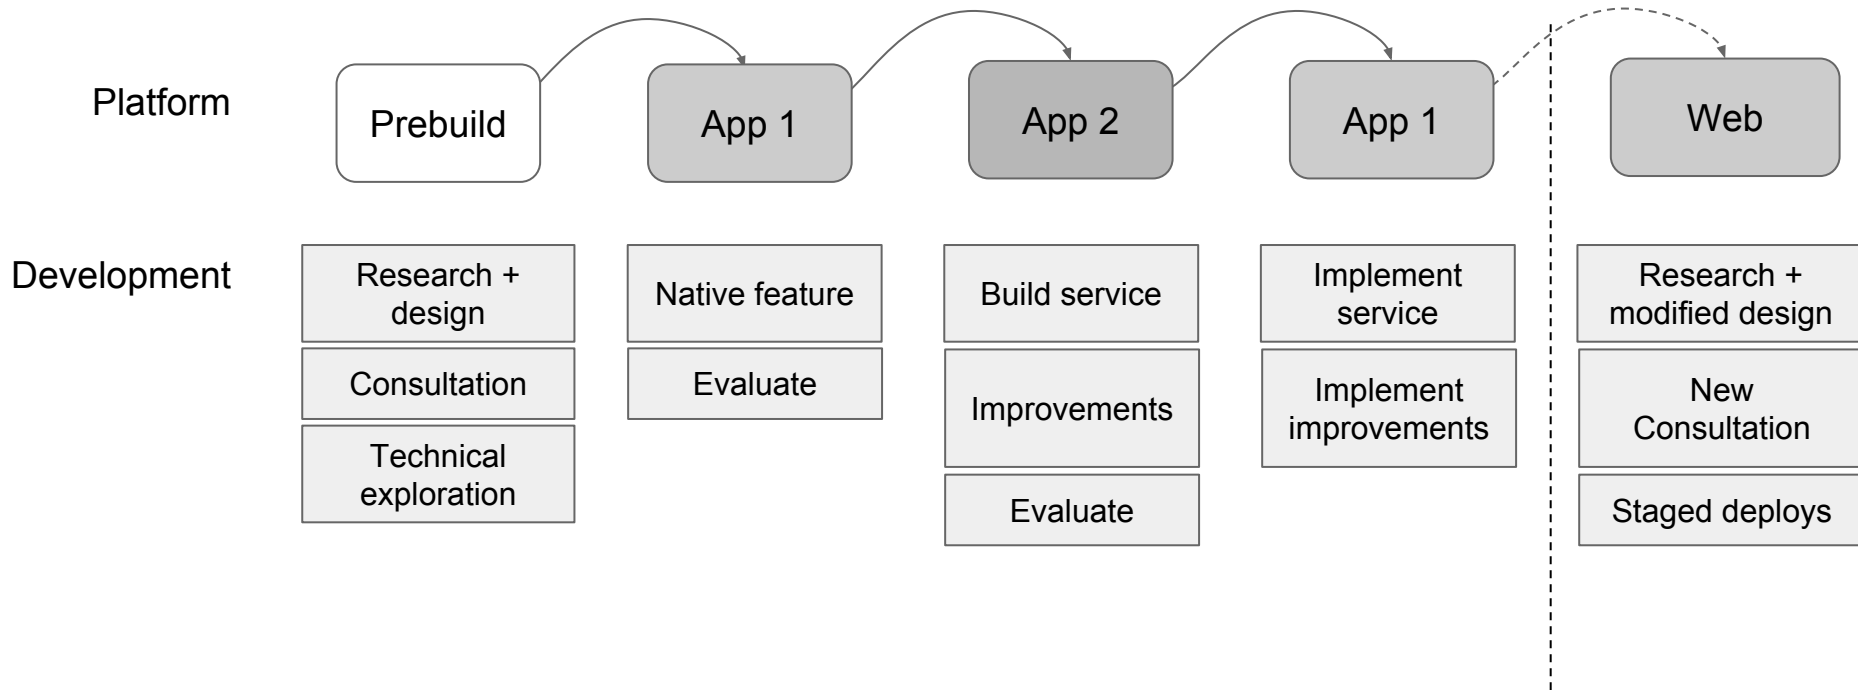 Platform
Prebuild
App 1
App 2
App 1
Web
Development
Research +
design
Consultation
Technical
exploration
Native feature
Evaluate
Build service
Improvements
Evaluate
Implement
service
Implement
improvements
Research +
modified design
New
Consultation
Staged deploys